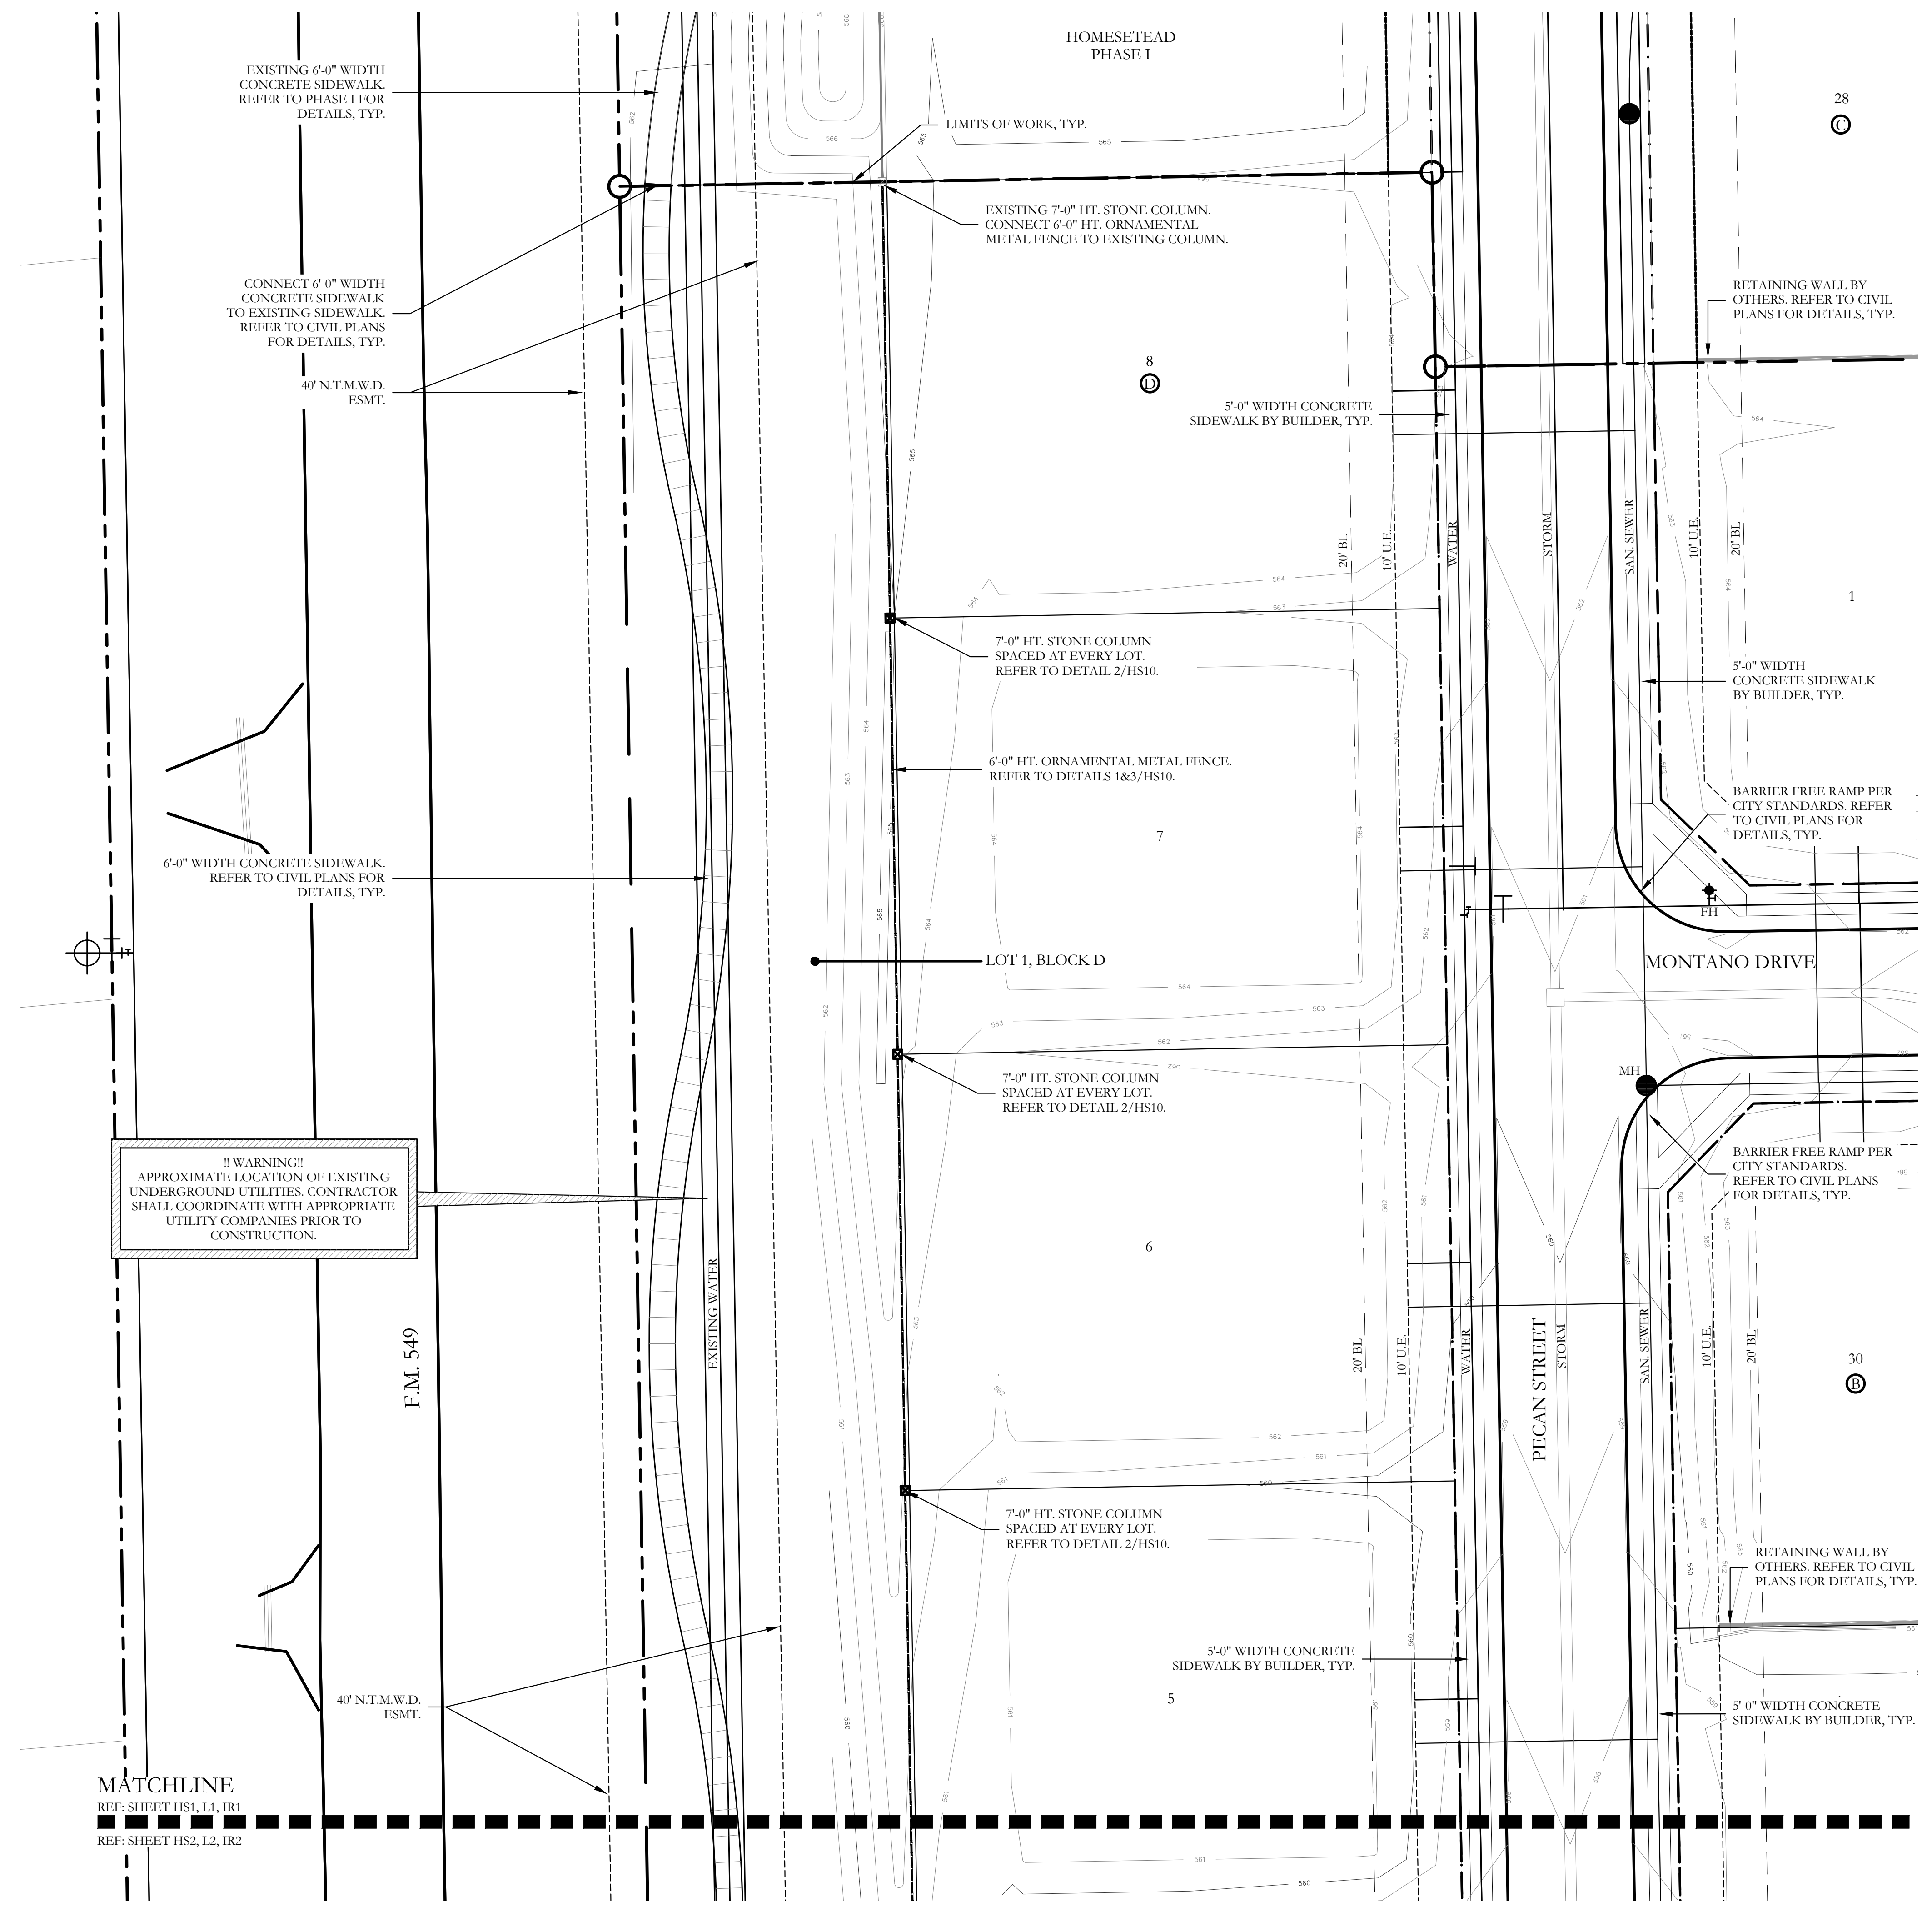 HOMESETEAD
PHASE I
EXISTING 6'-0" WIDTH
CONCRETE SIDEWALK.
REFER TO PHASE I FOR
DETAILS, TYP.
LIMITS OF WORK, TYP.
28
C
EXISTING 7'-0" HT. STONE COLUMN.
CONNECT 6'-0" HT. ORNAMENTAL
METAL FENCE TO EXISTING COLUMN.
CONNECT 6'-0" WIDTH
CONCRETE SIDEWALK
TO EXISTING SIDEWALK.
REFER TO CIVIL PLANS
FOR DETAILS, TYP.
RETAINING WALL BY
OTHERS. REFER TO CIVIL
PLANS FOR DETAILS, TYP.
40' N.T.M.W.D.
ESMT.
8
D
5'-0" WIDTH CONCRETE
SIDEWALK BY BUILDER, TYP.
20' BL
10' U.E.
WATER
STORM
SAN. SEWER
10' U.E.
20' BL
1
7'-0" HT. STONE COLUMN
SPACED AT EVERY LOT.
REFER TO DETAIL 2/HS10.
5'-0" WIDTH
CONCRETE SIDEWALK
BY BUILDER, TYP.
6'-0" HT. ORNAMENTAL METAL FENCE.
REFER TO DETAILS 1&3/HS10.
BARRIER FREE RAMP PER
CITY STANDARDS. REFER
TO CIVIL PLANS FOR
DETAILS, TYP.
7
6'-0" WIDTH CONCRETE SIDEWALK.
REFER TO CIVIL PLANS FOR
DETAILS, TYP.
FH
LOT 1, BLOCK D
MONTANO DRIVE
MH
7'-0" HT. STONE COLUMN
SPACED AT EVERY LOT.
REFER TO DETAIL 2/HS10.
!! WARNING!!
APPROXIMATE LOCATION OF EXISTING
UNDERGROUND UTILITIES. CONTRACTOR
SHALL COORDINATE WITH APPROPRIATE
UTILITY COMPANIES PRIOR TO
CONSTRUCTION.
BARRIER FREE RAMP PER
CITY STANDARDS.
REFER TO CIVIL PLANS
FOR DETAILS, TYP.
6
F.M. 549
EXISTING WATER
20' BL
10' U.E.
WATER
PECAN STREET
STORM
SAN. SEWER
10' U.E.
20' BL
30
B
7'-0" HT. STONE COLUMN
SPACED AT EVERY LOT.
REFER TO DETAIL 2/HS10.
RETAINING WALL BY
OTHERS. REFER TO CIVIL
PLANS FOR DETAILS, TYP.
5'-0" WIDTH CONCRETE
SIDEWALK BY BUILDER, TYP.
5
40' N.T.M.W.D.
ESMT.
5'-0" WIDTH CONCRETE
SIDEWALK BY BUILDER, TYP.
MATCHLINE
REF: SHEET HS1, L1, IR1
REF: SHEET HS2, L2, IR2
568
566
565
565
562
565
564
563
564
564
563
562
561
560